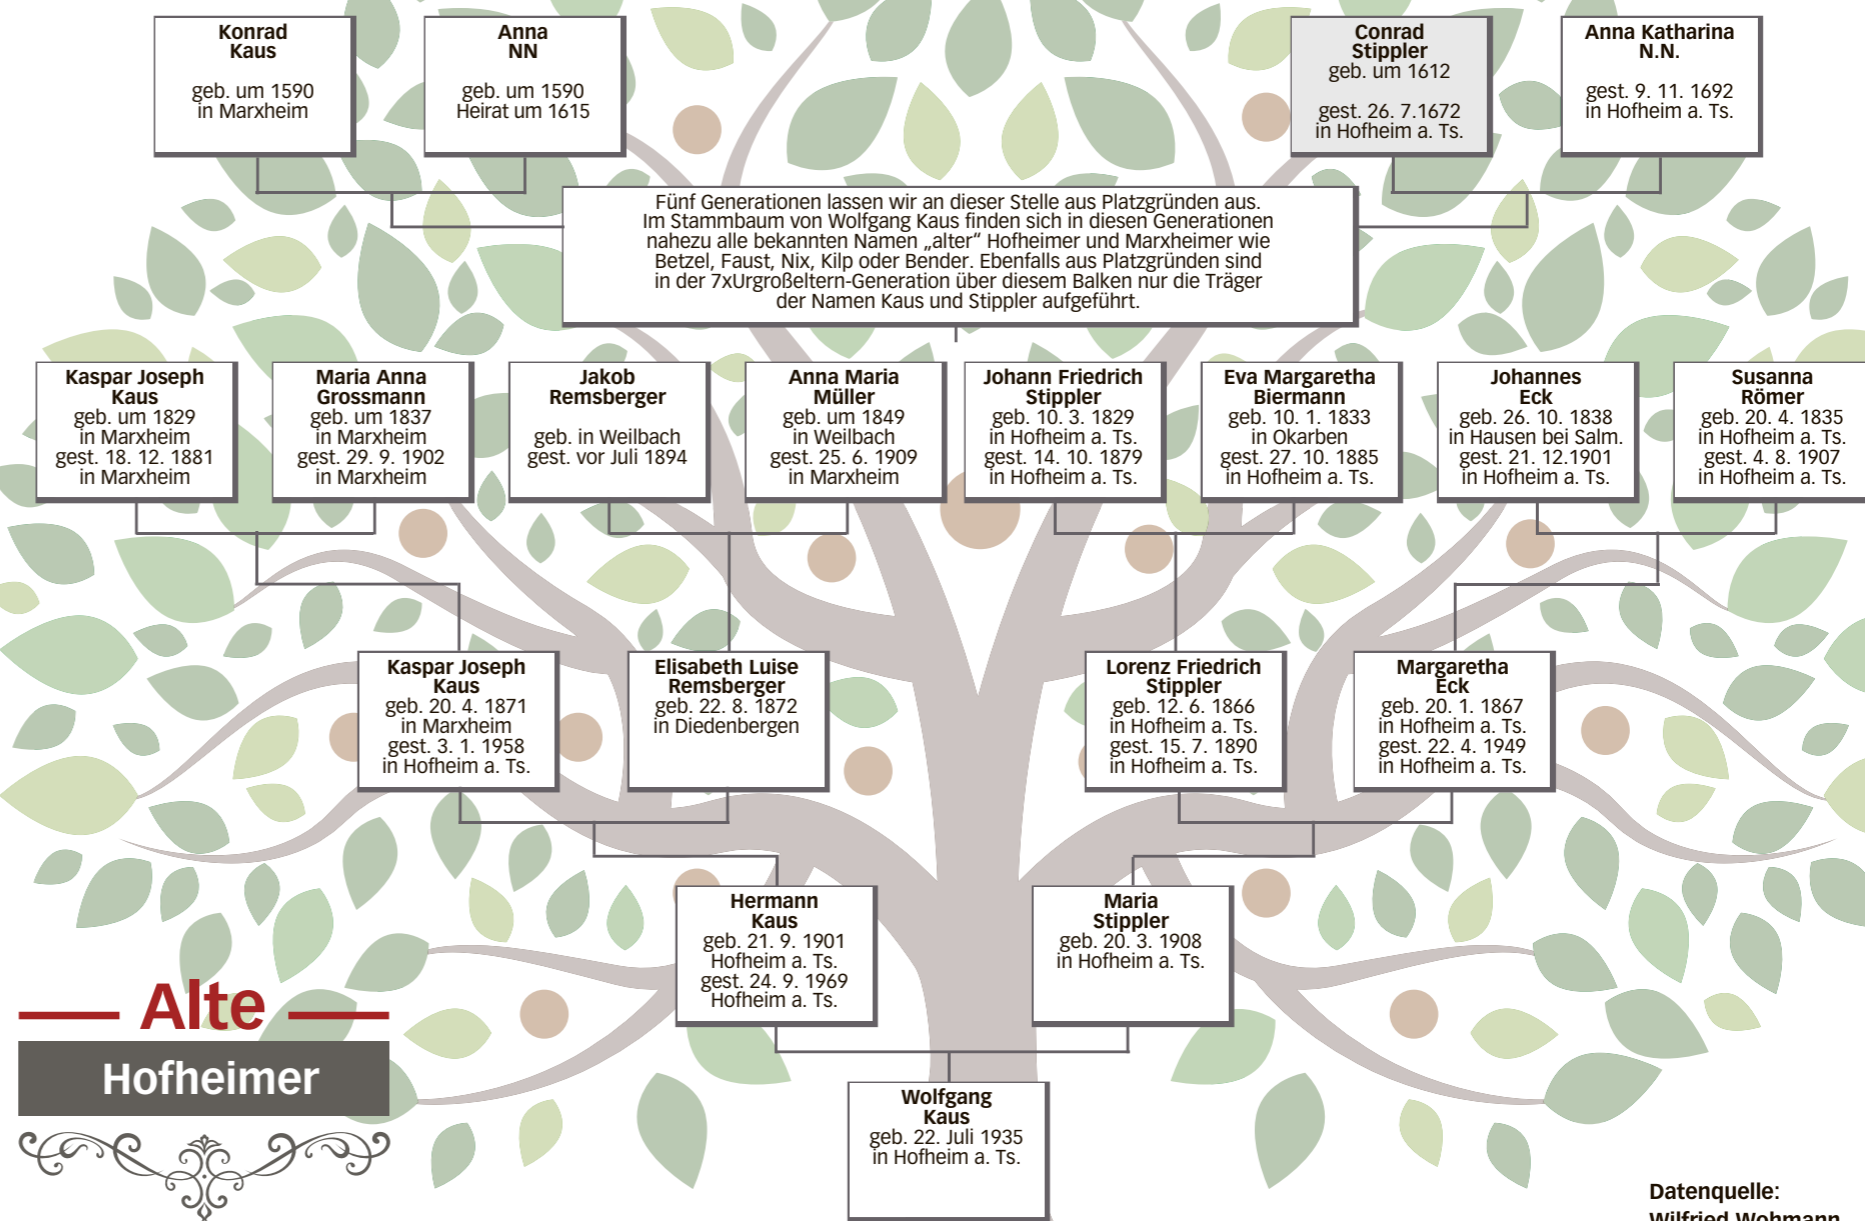 Konrad
Kaus
geb. um 1590
in Marxheim
Anna
NN
geb. um 1590
Heirat um 1615
Conrad
Stippler
geb. um 1612
gest. 26. 7.1672
in Hofheim a. Ts.
Anna Katharina
N.N.
gest. 9. 11. 1692
in Hofheim a. Ts.
Fünf Generationen lassen wir an dieser Stelle aus Platzgründen aus.
Im Stammbaum von Wolfgang Kaus finden sich in diesen Generationen
nahezu alle bekannten Namen „alter“ Hofheimer und Marxheimer wie
Betzel, Faust, Nix, Kilp oder Bender. Ebenfalls aus Platzgründen sind
in der 7xUrgroßeltern-Generation über diesem Balken nur die Träger
der Namen Kaus und Stippler aufgeführt.
Kaspar Joseph
Kaus
geb. um 1829
in Marxheim
gest. 18. 12. 1881
in Marxheim
Maria Anna
Grossmann
geb. um 1837
in Marxheim
gest. 29. 9. 1902
in Marxheim
Jakob
Remsberger
geb. in Weilbach
gest. vor Juli 1894
Anna Maria
Müller
geb. um 1849
in Weilbach
gest. 25. 6. 1909
in Marxheim
Johann Friedrich
Stippler
geb. 10. 3. 1829
in Hofheim a. Ts.
gest. 14. 10. 1879
in Hofheim a. Ts.
Eva Margaretha
Biermann
geb. 10. 1. 1833
in Okarben
gest. 27. 10. 1885
in Hofheim a. Ts.
Johannes
Eck
geb. 26. 10. 1838
in Hausen bei Salm.
gest. 21. 12.1901
in Hofheim a. Ts.
Susanna
Römer
geb. 20. 4. 1835
in Hofheim a. Ts.
gest. 4. 8. 1907
in Hofheim a. Ts.
Kaspar Joseph
Kaus
geb. 20. 4. 1871
in Marxheim
gest. 3. 1. 1958
in Hofheim a. Ts.
Elisabeth Luise
Remsberger
geb. 22. 8. 1872
in Diedenbergen
Lorenz Friedrich
Stippler
geb. 12. 6. 1866
in Hofheim a. Ts.
gest. 15. 7. 1890
in Hofheim a. Ts.
Margaretha
Eck
geb. 20. 1. 1867
in Hofheim a. Ts.
gest. 22. 4. 1949
in Hofheim a. Ts.
Hermann
Kaus
geb. 21. 9. 1901
Hofheim a. Ts.
gest. 24. 9. 1969
Hofheim a. Ts.
Maria
Stippler
geb. 20. 3. 1908
in Hofheim a. Ts.
Alte
Hofheimer
Wolfgang
Kaus
geb. 22. Juli 1935
in Hofheim a. Ts.
Datenquelle:
Wilfried Wohmann